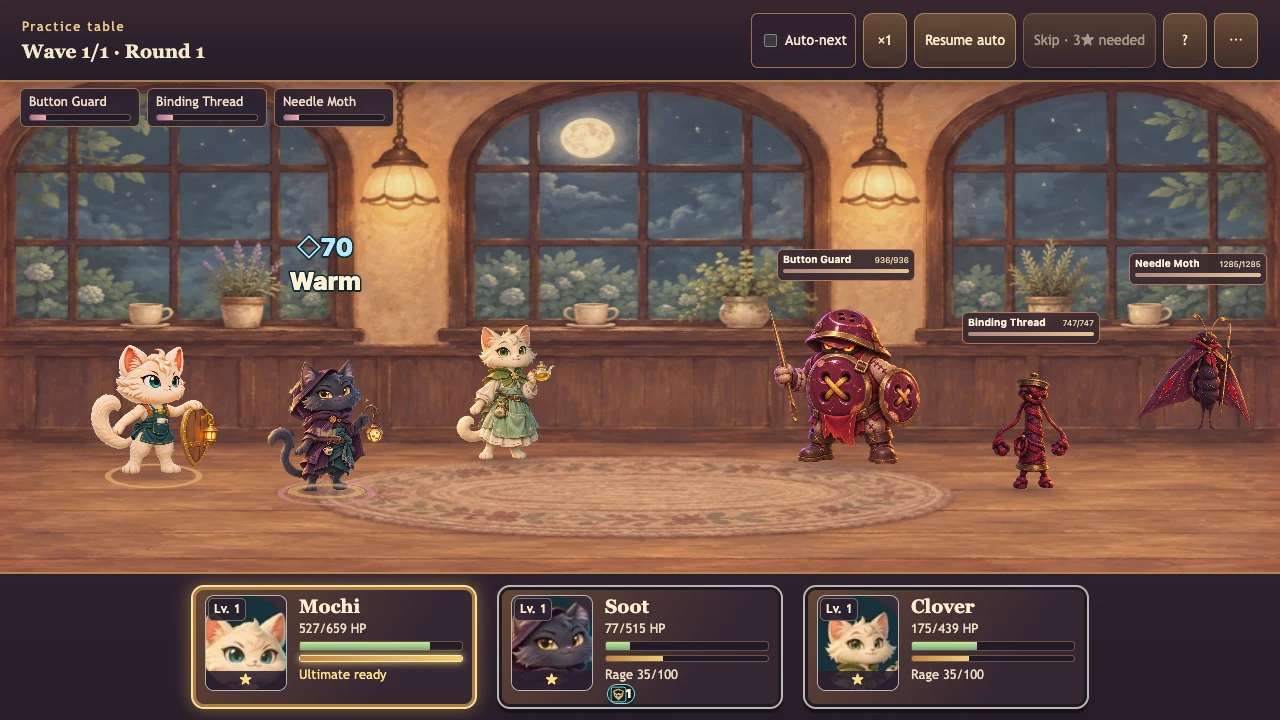 Practice table
Wave 1/1 · Round 1
Auto-next
×1
Resume auto
Skip · 3★ needed
?
···
Button Guard
Binding Thread
Needle Moth
◇70
Warm
Button Guard 936/936
Binding Thread 747/747
Needle Moth 1285/1285
Lv. 1
Mochi
527/659 HP
Ultimate ready
Lv. 1
Soot
77/515 HP
Rage 35/100
1
Lv. 1
Clover
175/439 HP
Rage 35/100